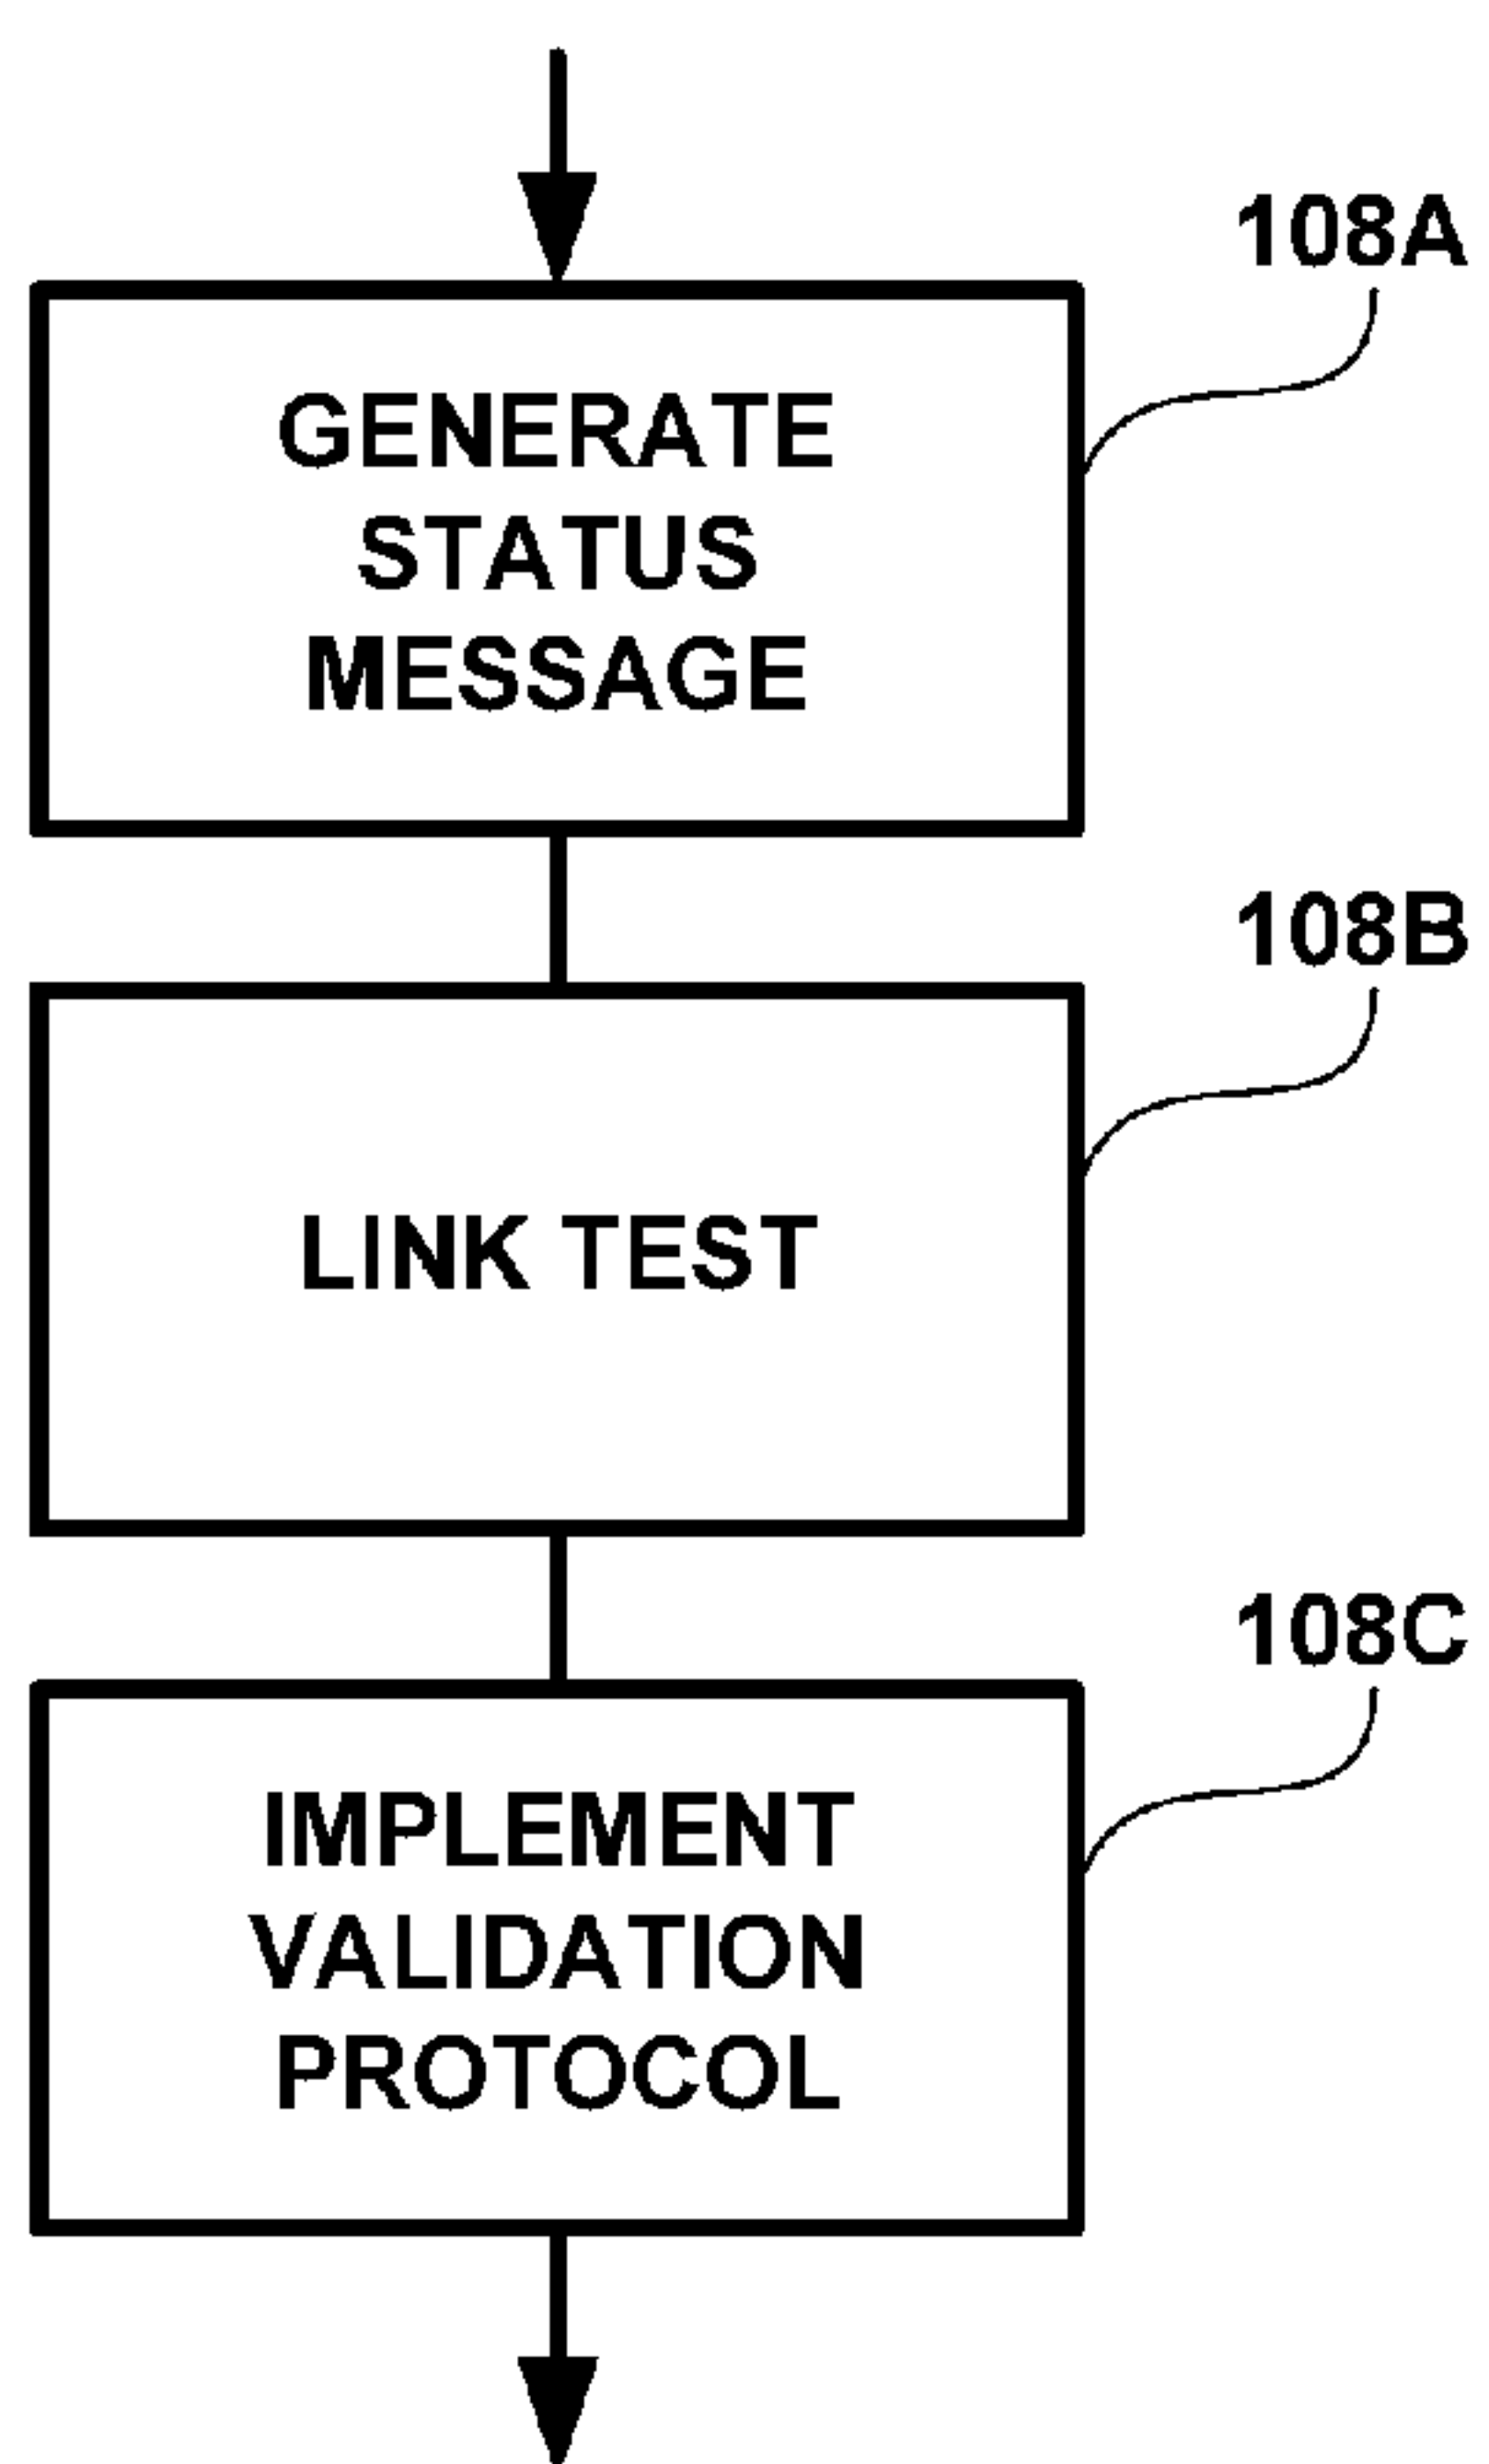 108A
GENERATE
STATUS
MESSAGE
108B
LINK TEST
108C
IMPLEMENT
VALIDATION
PROTOCOL